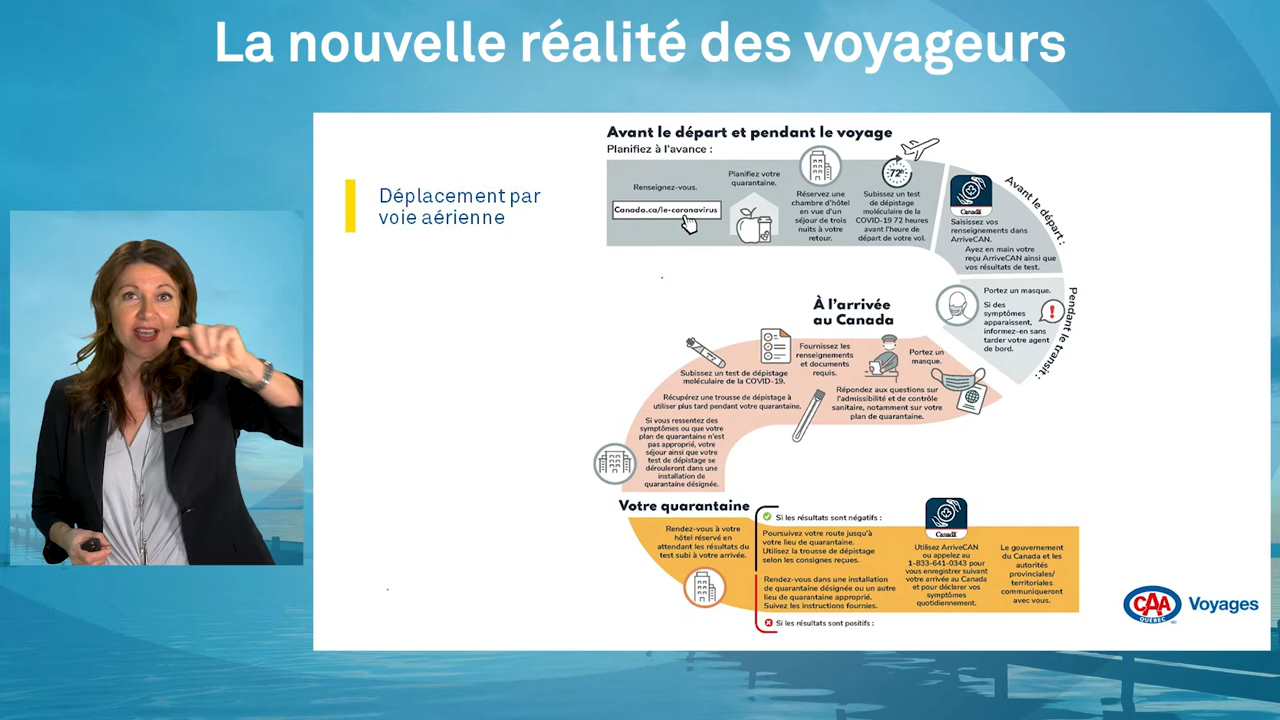 La nouvelle réalité des voyageurs
Déplacement par
voie aérienne
Avant le départ et pendant le voyage
Planifiez à l'avance :
Renseignez-vous.
Canada.ca/le-coronavirus
Planifiez votre
quarantaine.
Réservez une
chambre d'hôtel
en vue d'un
séjour de trois
nuits à votre
retour.
72
Subissez un test
de dépistage
moléculaire de la
COVID-19 72 heures
avant l'heure de
départ de votre vol.
Avant le départ :
Canada
Saisissez vos
renseignements dans
ArriveCAN.
Ayez en main votre
reçu ArriveCAN ainsi que
vos résultats de test.
Pendant le transit :
Portez un masque.
Si des
symptômes
apparaissent,
informez-en sans
tarder votre agent
de bord.
À l'arrivée
au Canada
Portez un
masque.
Répondez aux questions sur
l'admissibilité et de contrôle
sanitaire, notamment sur votre
plan de quarantaine.
Fournissez les
renseignements
et documents
requis.
Subissez un test de dépistage
moléculaire de la COVID-19.
Récupérez une trousse de dépistage à
utiliser plus tard pendant votre quarantaine.
Si vous ressentez des
symptômes ou que votre
plan de quarantaine n'est
pas approprié, votre
séjour ainsi que votre
test de dépistage se
dérouleront dans une
installation de
quarantaine désignée.
Votre quarantaine
Rendez-vous à votre
hôtel réservé en
attendant les résultats du
test subi à votre arrivée.
Si les résultats sont négatifs :
Poursuivez votre route jusqu'à
votre lieu de quarantaine.
Utilisez la trousse de dépistage
selon les consignes reçues.
Rendez-vous dans une installation
de quarantaine désignée ou un autre
lieu de quarantaine approprié.
Suivez les instructions fournies.
Si les résultats sont positifs :
Canada
Utilisez ArriveCAN
ou appelez au
1-833-641-0343 pour
vous enregistrer suivant
votre arrivée au Canada
et pour déclarer vos
symptômes
quotidiennement.
Le gouvernement
du Canada et les
autorités
provinciales/
territoriales
communiqueront
avec vous.
CAA
QUÉBEC
MD
Voyages